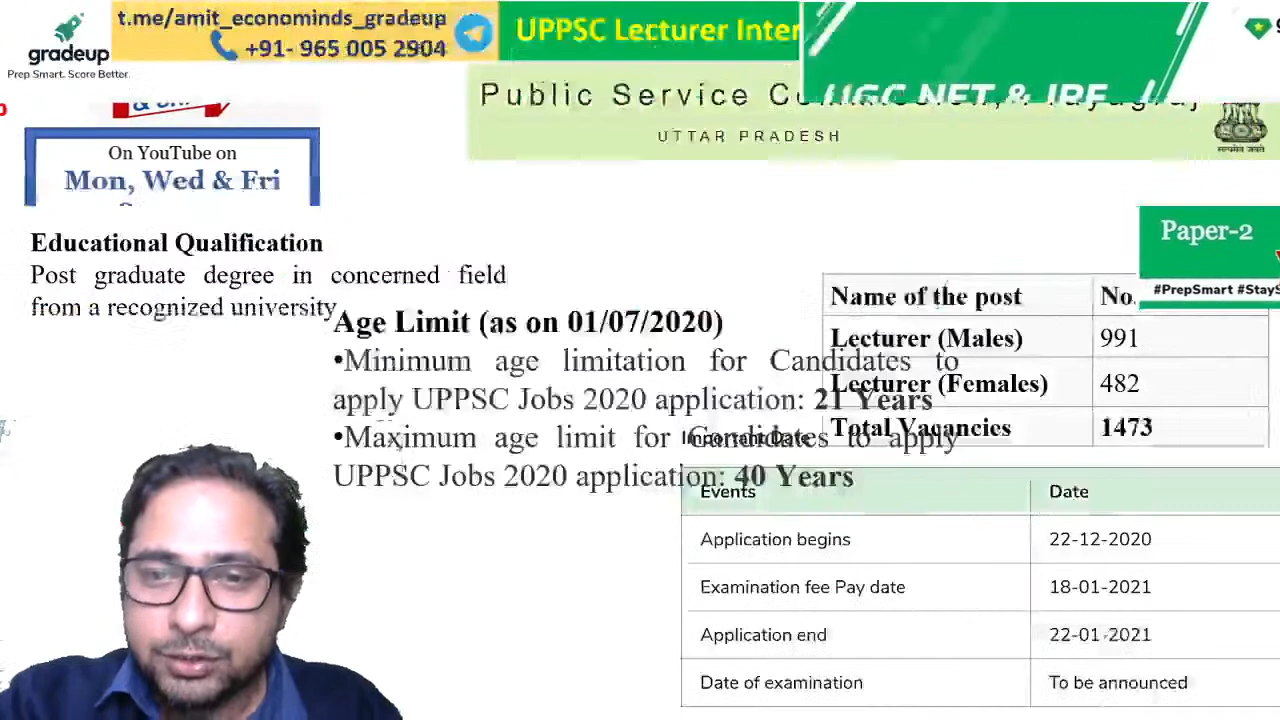 gradeup
Prep Smart. Score Better.
t.me/amit_econominds_gradeup
+91- 965 005 2904
UPPSC Lecturer Inter
UGC NET & JRF
Public Service
UTTAR PRADESH
On YouTube on
Mon, Wed & Fri
Paper-2
#PrepSmart #StayS
Educational Qualification
Post graduate degree in concerned field
from a recognized university
Age Limit (as on 01/07/2020)
•Minimum age limitation for Candidates to
apply UPPSC Jobs 2020 application: 21 Years
•Maximum age limit for Candidates to apply
UPPSC Jobs 2020 application: 40 Years
Name of the post No.
Lecturer (Males) 991
Lecturer (Females) 482
Total Vacancies 1473
Important Date
Events Date
Application begins 22-12-2020
Examination fee Pay date 18-01-2021
Application end 22-01-2021
Date of examination To be announced